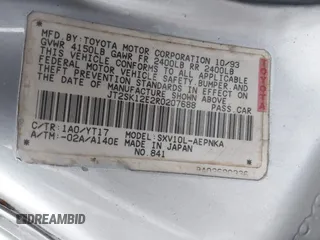 MFD. BY: TOYOTA MOTOR CORPORATION 10/93
GVWR 4150LB GAWR FR 2400LB RR 2400LB
THIS VEHICLE CONFORMS TO ALL APPLICABLE FEDERAL
MOTOR VEHICLE SAFETY, BUMPER,
AND THEFT PREVENTION STANDARDS IN EFFECT ON
THE DATE OF MANUFACTURE SHOWN ABOVE.
JT2SK12E2R0207688 PASS. CAR
TOYOTA
C/TR: 1A0/YT17 MODEL: SXV10L-AEPNKA
A/TM: -02A/A140E MADE IN JAPAN
NO. 841
DREAMBID